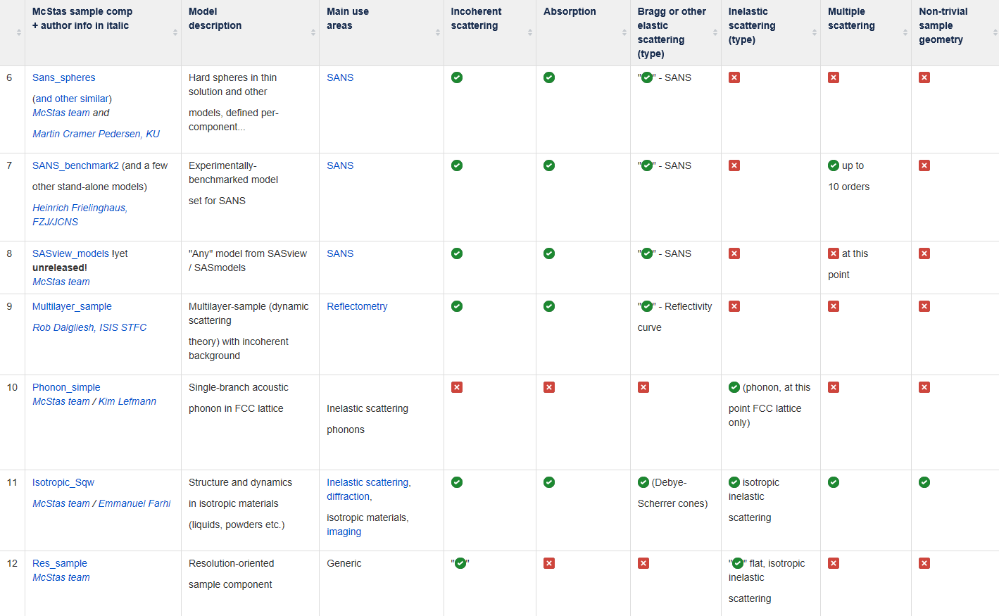 McStas sample comp
+ author info in italic
Model
description
Main use
areas
Incoherent
scattering
Absorption
Bragg or other
elastic
scattering
(type)
Inelastic
scattering
(type)
Multiple
scattering
Non-trivial
sample
geometry
6
Sans_spheres
(and other similar)
McStas team and
Martin Cramer Pedersen, KU
Hard spheres in thin
solution and other
models, defined per-
component...
SANS
"✓" - SANS
7
SANS_benchmark2 (and a few
other stand-alone models)
Heinrich Frielinghaus,
FZJ/JCNS
Experimentally-
benchmarked model
set for SANS
SANS
"✓" - SANS
up to
10 orders
8
SASview_models !yet
unreleased!
McStas team
"Any" model from SASview
/ SASmodels
SANS
"✓" - SANS
at this
point
9
Multilayer_sample
Rob Dalgliesh, ISIS STFC
Multilayer-sample (dynamic
scattering
theory) with incoherent
background
Reflectometry
"✓" - Reflectivity
curve
10
Phonon_simple
McStas team / Kim Lefmann
Single-branch acoustic
phonon in FCC lattice
Inelastic scattering
phonons
(phonon, at this
point FCC lattice
only)
11
Isotropic_Sqw
McStas team / Emmanuel Farhi
Structure and dynamics
in isotropic materials
(liquids, powders etc.)
Inelastic scattering,
diffraction,
isotropic materials,
imaging
(Debye-
Scherrer cones)
isotropic
inelastic
scattering
12
Res_sample
McStas team
Resolution-oriented
sample component
Generic
"✓"
"✓" flat, isotropic
inelastic
scattering